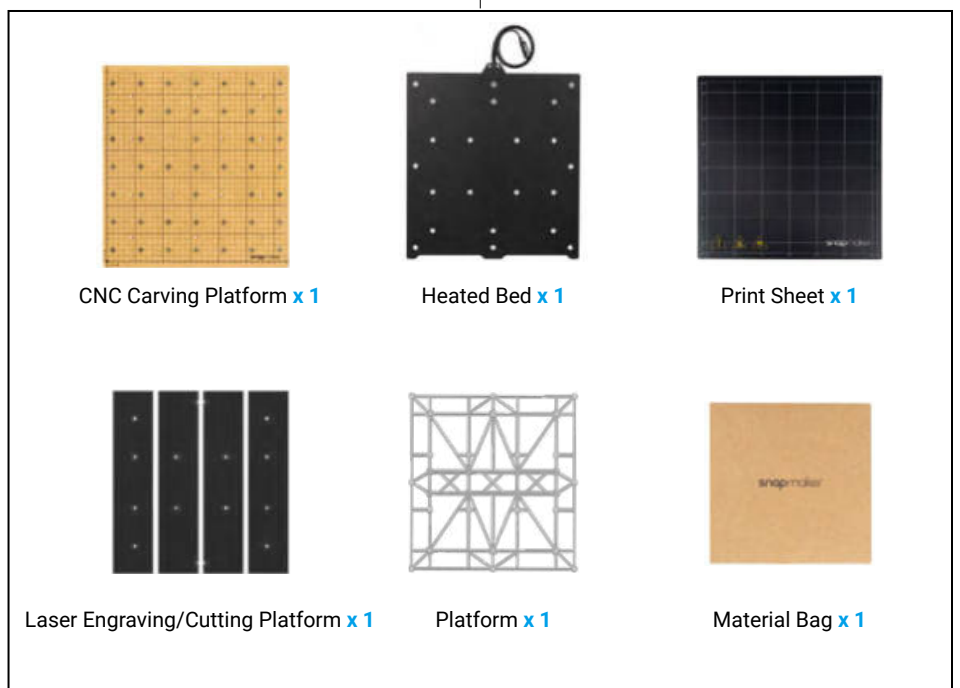 CNC Carving Platform x 1
Heated Bed x 1
snapmaker
Print Sheet x 1
Laser Engraving/Cutting Platform x 1
Platform x 1
snapmaker
Material Bag x 1